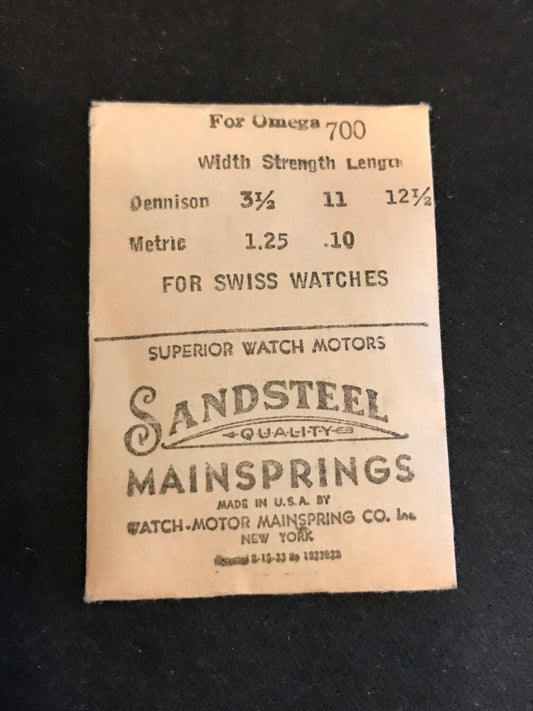 For Omega 700
Width Strength Length
Dennison 3½ 11 12½
Metric 1.25 .10
FOR SWISS WATCHES
SUPERIOR WATCH MOTORS
SANDSTEEL
QUALITY
MAINSPRINGS
MADE IN U.S.A. BY
WATCH-MOTOR MAINSPRING CO. Inc
NEW YORK
Patented